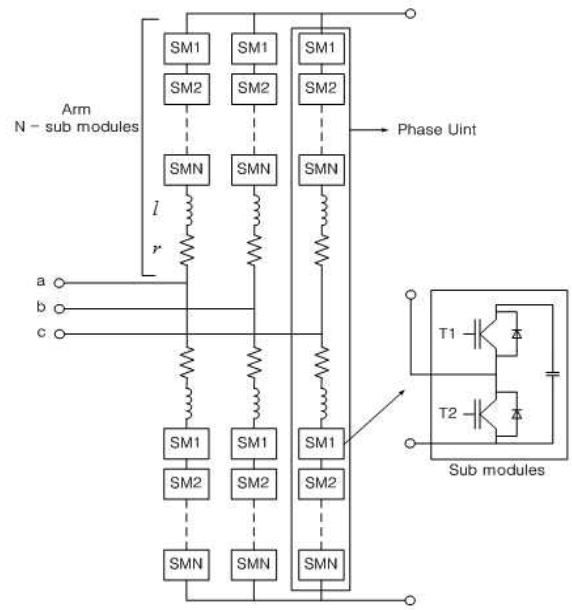 SM1 SM1 SM1
SM2 SM2 SM2
Arm
N - sub modules
Phase Uint
SMN SMN SMN
l
r
a
b
c
T1
T2
SM1 SM1 SM1
Sub modules
SM2 SM2 SM2
SMN SMN SMN